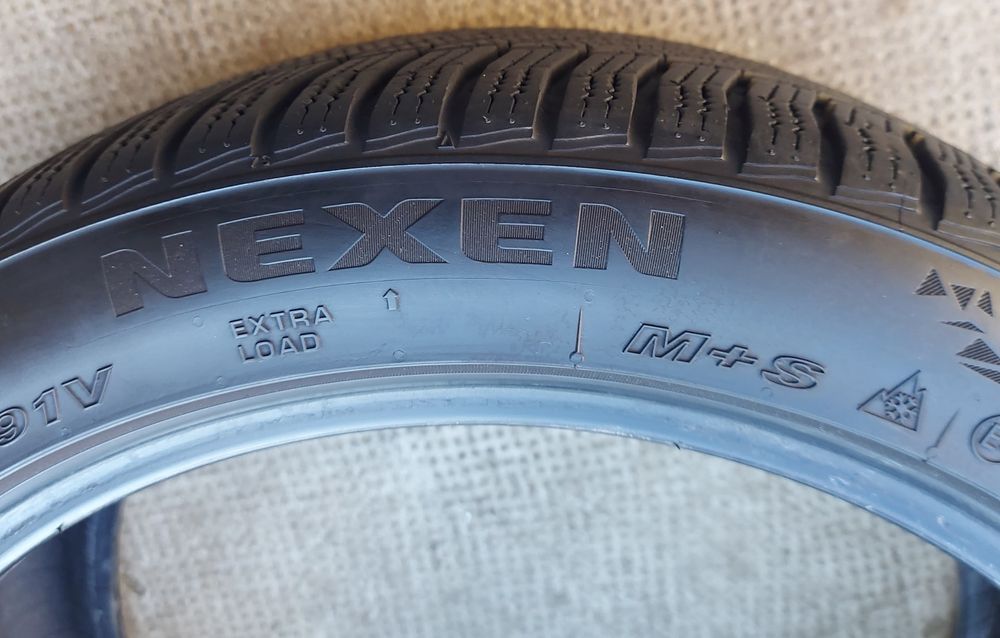 NEXEN
EXTRA
LOAD
M+S
91V